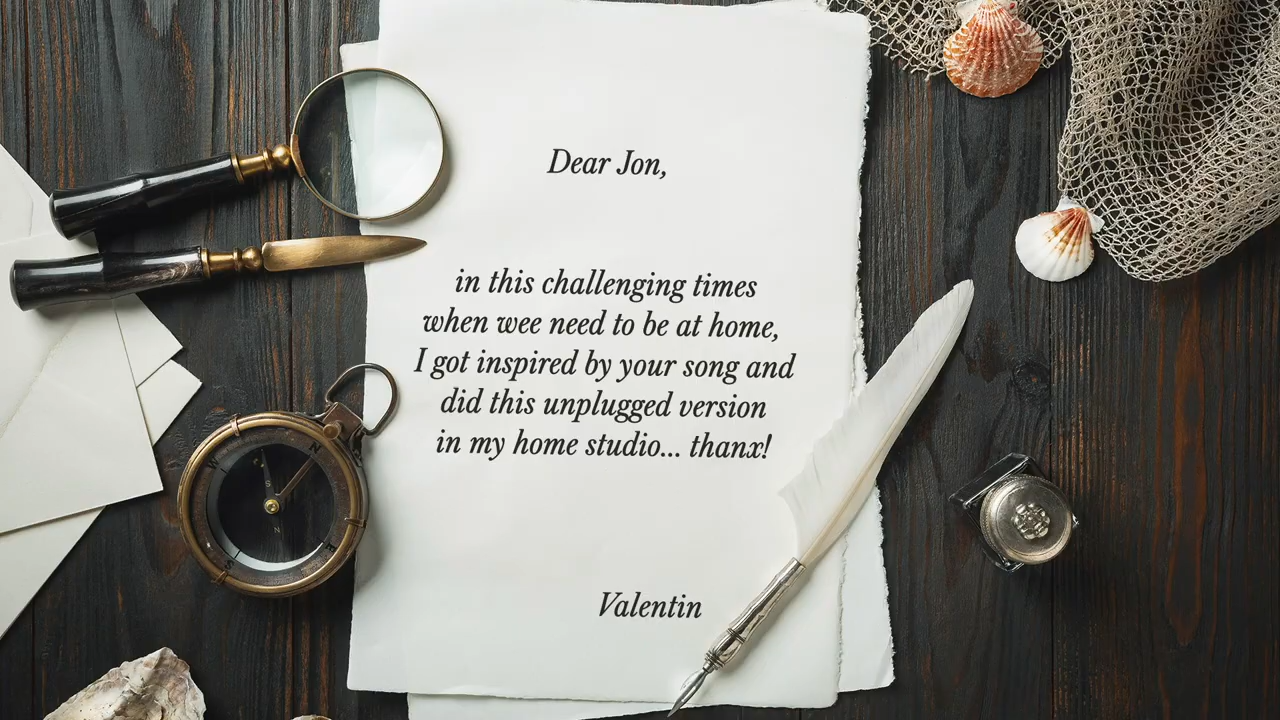 Dear Jon,
in this challenging times
when wee need to be at home,
I got inspired by your song and
did this unplugged version
in my home studio... thanx!
Valentin